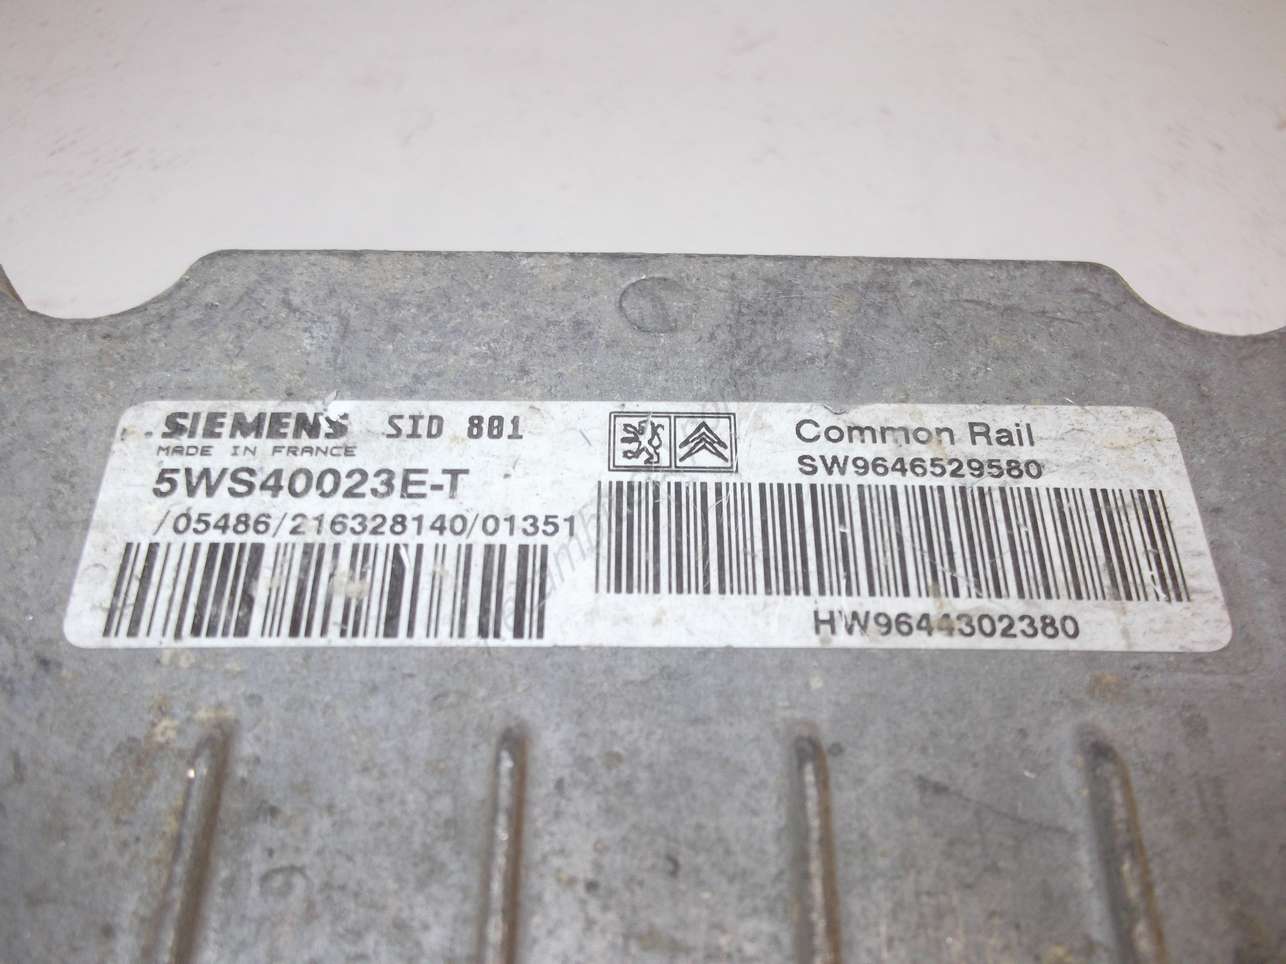 SIEMENS SID 801
MADE IN FRANCE
5WS40023E-T
/05486/216328140/01351
Common Rail
SW9646529580
HW9644302380